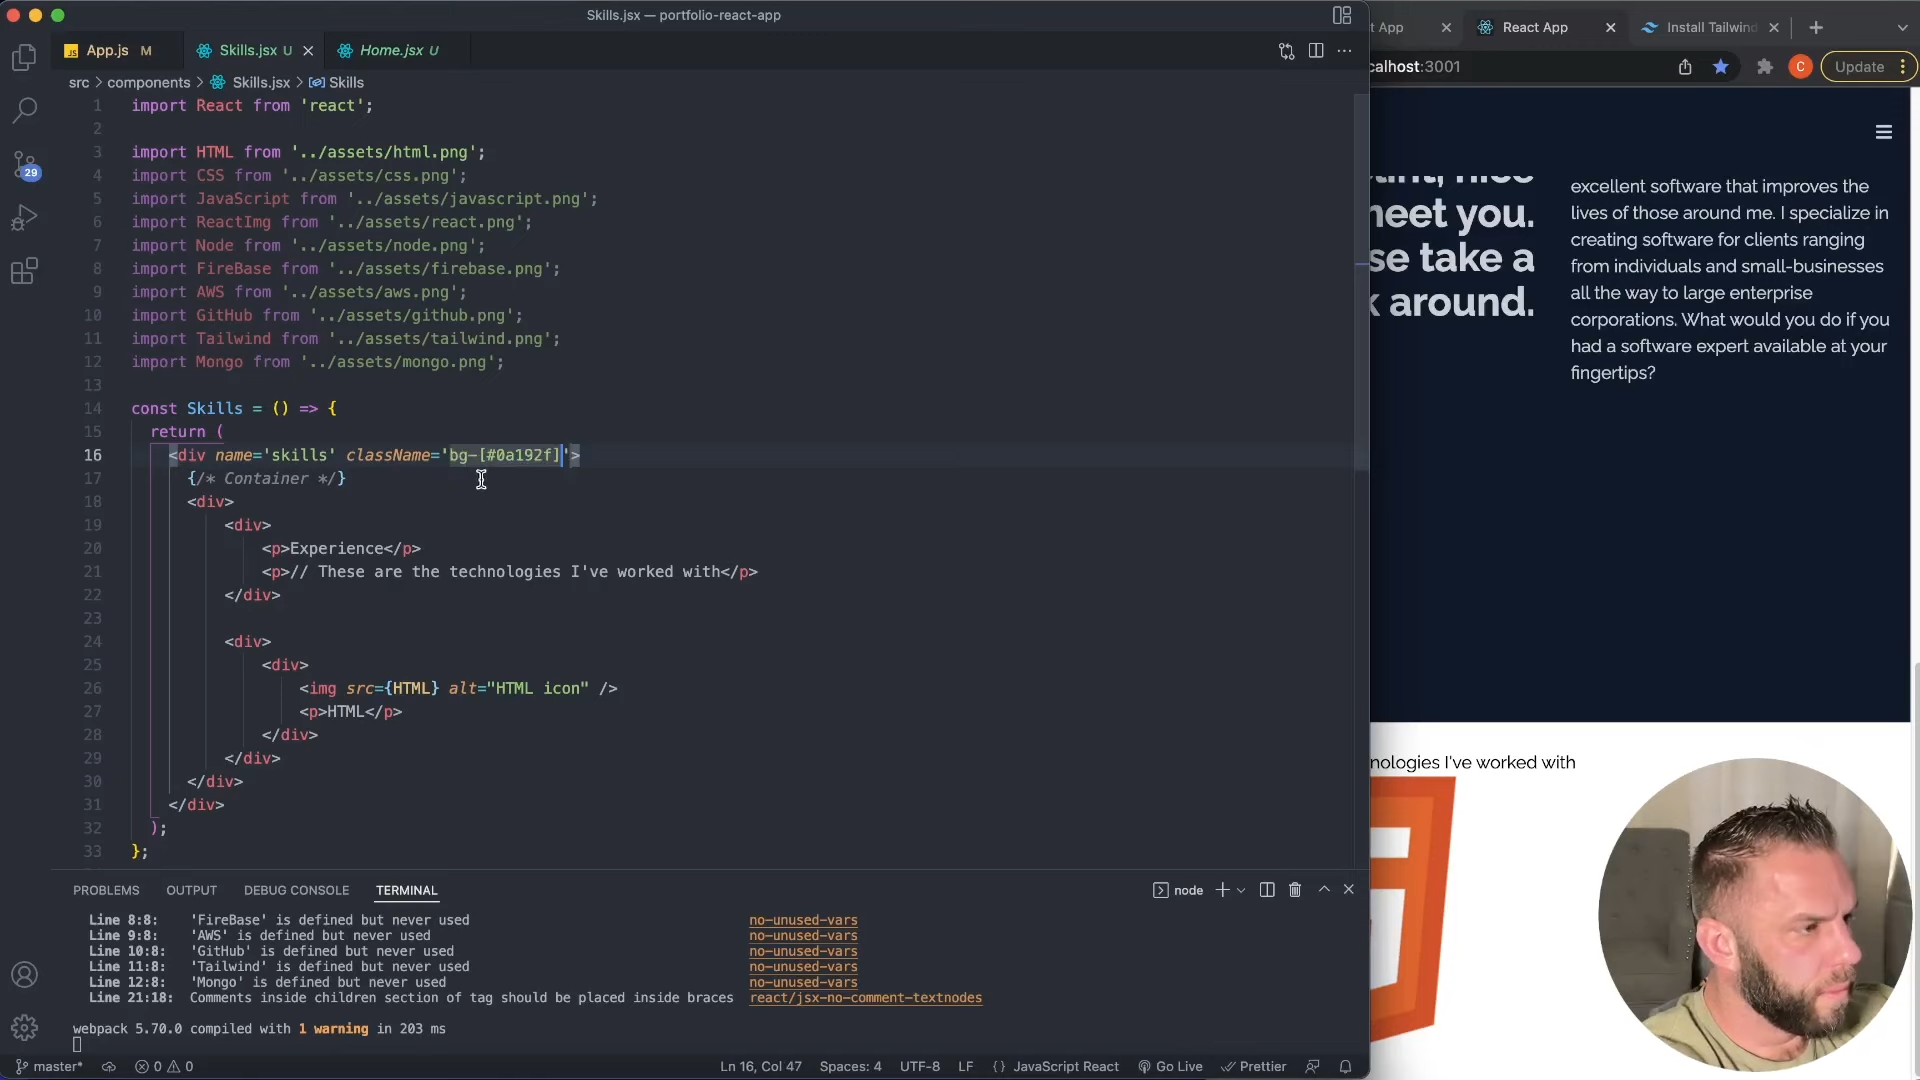 Skills.jsx — portfolio-react-app
App.js M
Skills.jsx U
Home.jsx U
src > components > Skills.jsx > Skills
1 import React from 'react';
2
3 import HTML from '../assets/html.png';
4 import CSS from '../assets/css.png';
5 import JavaScript from '../assets/javascript.png';
6 import ReactImg from '../assets/react.png';
7 import Node from '../assets/node.png';
8 import FireBase from '../assets/firebase.png';
9 import AWS from '../assets/aws.png';
10 import GitHub from '../assets/github.png';
11 import Tailwind from '../assets/tailwind.png';
12 import Mongo from '../assets/mongo.png';
13
14 const Skills = () => {
15 return (
16 <div name='skills' className='bg-[#0a192f]'>
17 {/* Container */}
18 <div>
19 <div>
20 <p>Experience</p>
21 <p>// These are the technologies I've worked with</p>
22 </div>
23
24 <div>
25 <div>
26 <img src={HTML} alt="HTML icon" />
27 <p>HTML</p>
28 </div>
29 </div>
30 </div>
31 </div>
32 );
33 };
29
PROBLEMS
OUTPUT
DEBUG CONSOLE
TERMINAL
node
Line 8:8: 'FireBase' is defined but never used no-unused-vars
Line 9:8: 'AWS' is defined but never used no-unused-vars
Line 10:8: 'GitHub' is defined but never used no-unused-vars
Line 11:8: 'Tailwind' is defined but never used no-unused-vars
Line 12:8: 'Mongo' is defined but never used no-unused-vars
Line 21:18: Comments inside children section of tag should be placed inside braces react/jsx-no-comment-textnodes
webpack 5.70.0 compiled with 1 warning in 203 ms
master* 0 0 Ln 16, Col 47 Spaces: 4 UTF-8 LF {} JavaScript React Go Live Prettier
App
React App
Install Tailwind
calhost:3001
C
Update
meet you.
se take a
around.
excellent software that improves the
lives of those around me. I specialize in
creating software for clients ranging
from individuals and small-businesses
all the way to large enterprise
corporations. What would you do if you
had a software expert available at your
fingertips?
nologies I've worked with